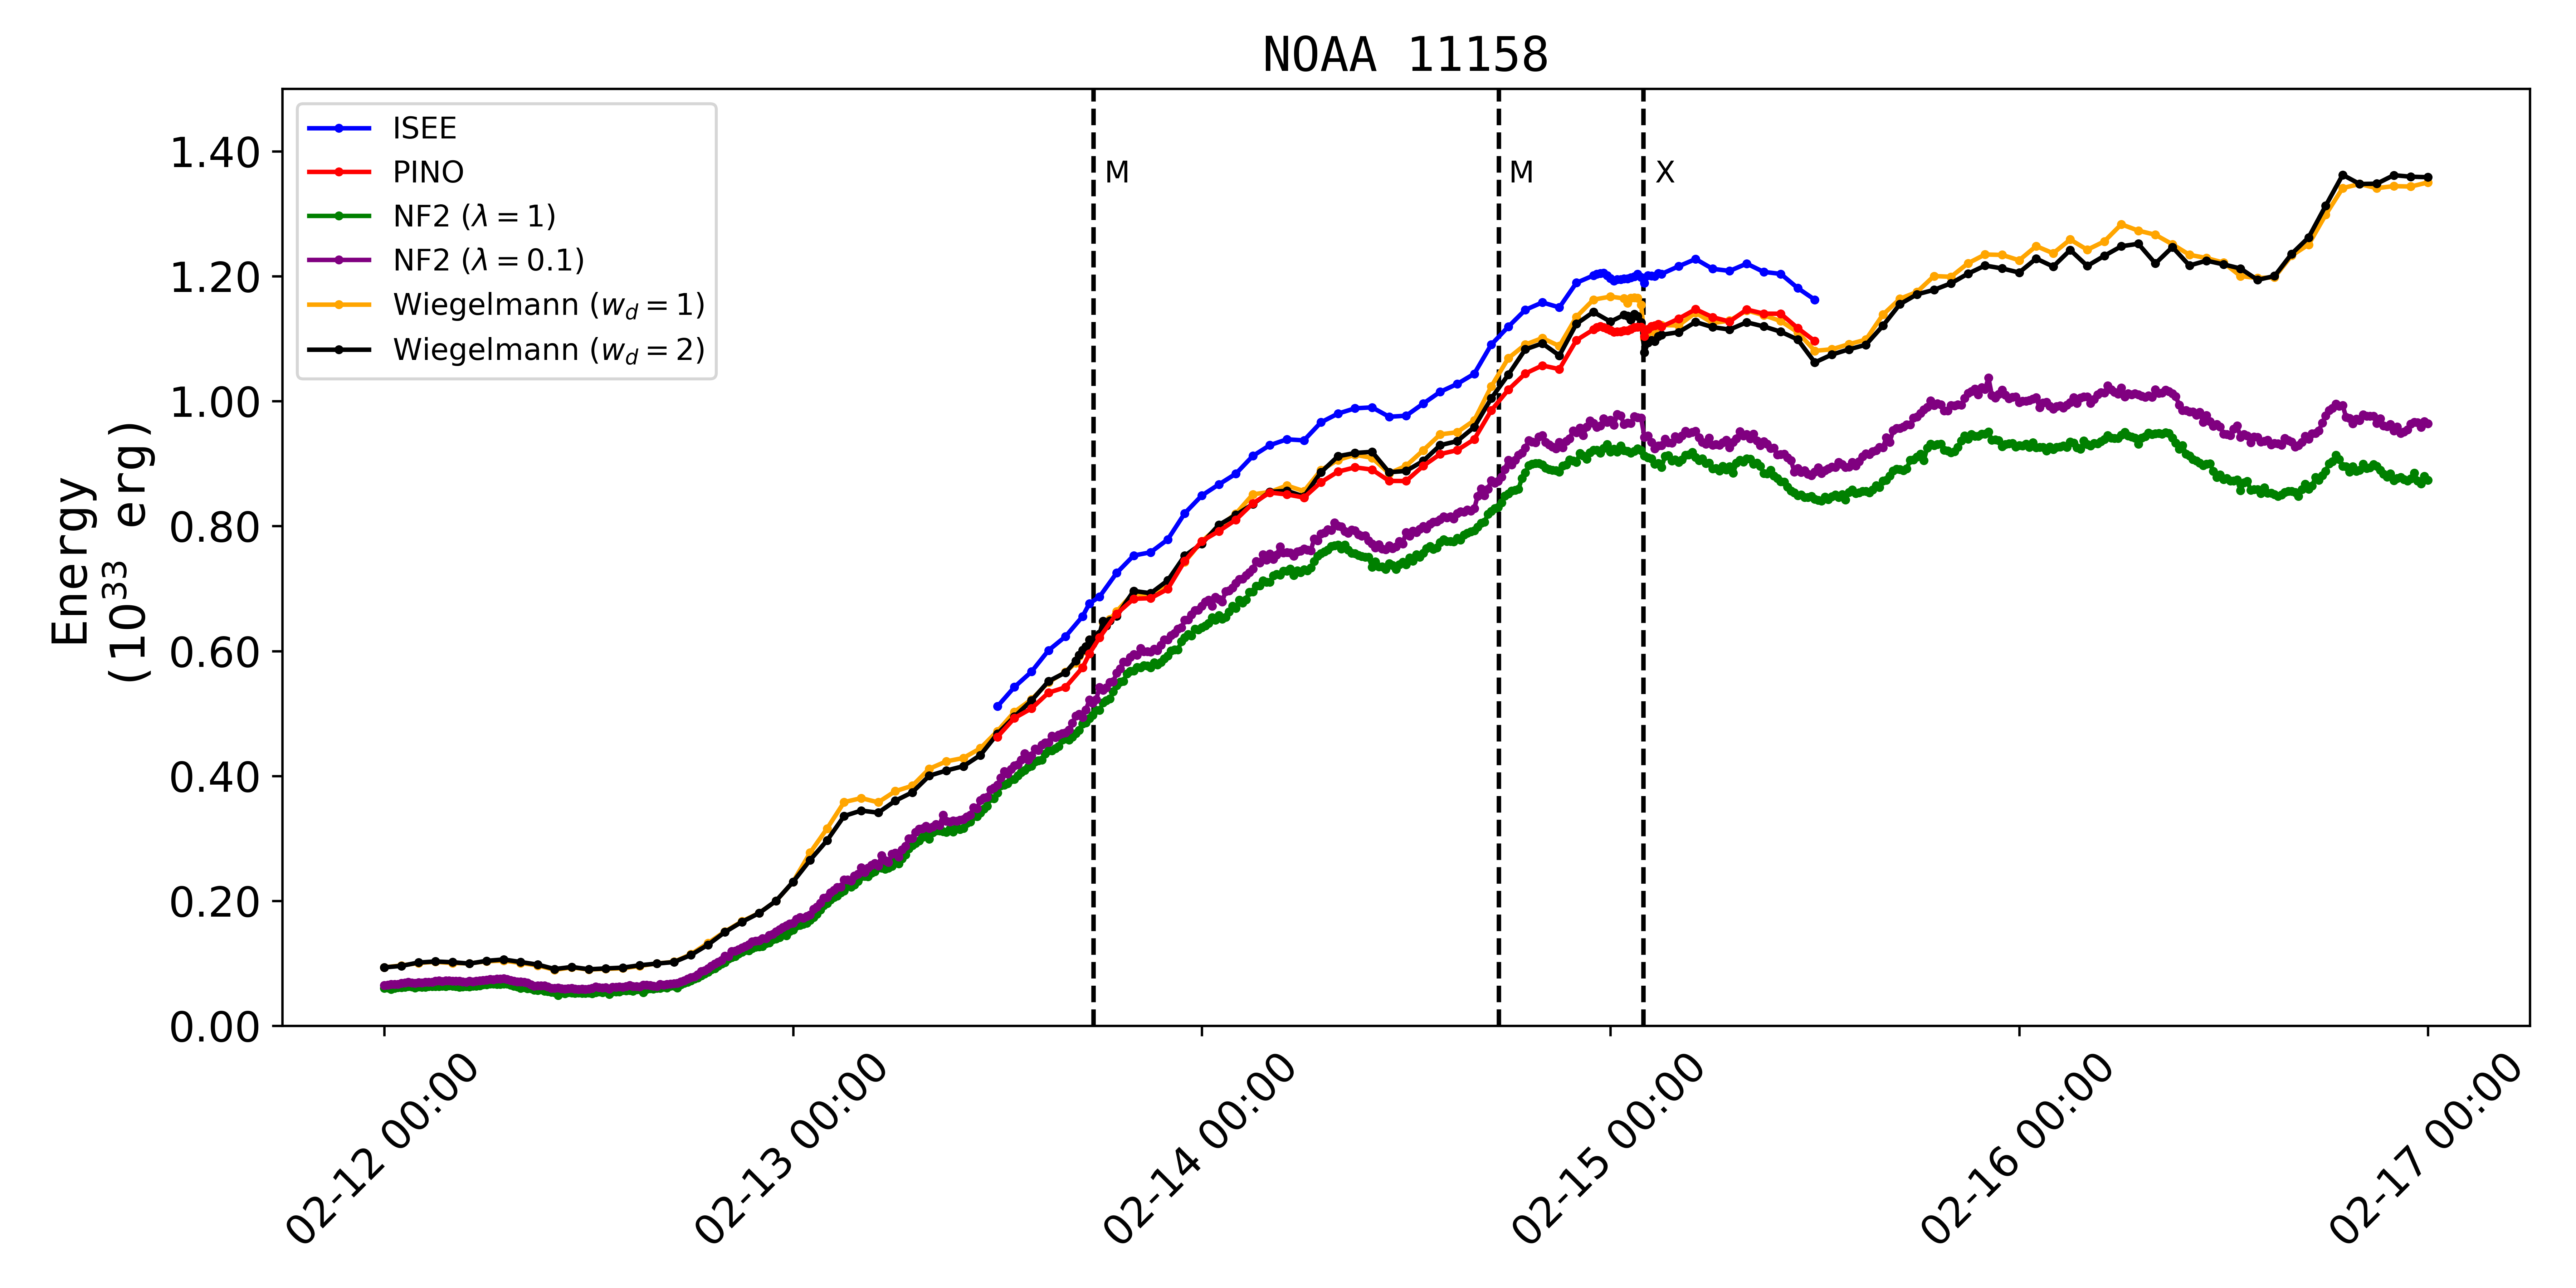 NOAA 11158
Energy
(10³³ erg)
1.40
1.20
1.00
0.80
0.60
0.40
0.20
0.00
ISEE
PINO
NF2 (λ = 1)
NF2 (λ = 0.1)
Wiegelmann (w_d = 1)
Wiegelmann (w_d = 2)
M
M
X
02-12 00:00
02-13 00:00
02-14 00:00
02-15 00:00
02-16 00:00
02-17 00:00